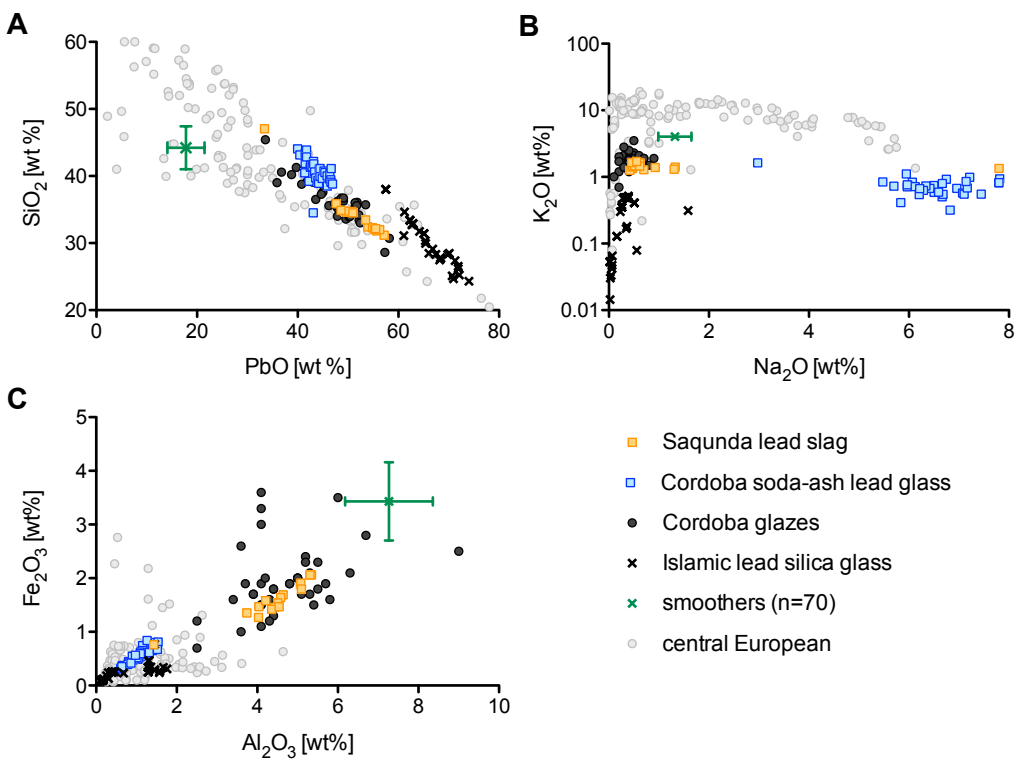 A
60
50
40
30
20
0
20
40
60
80
SiO₂ [wt %]
PbO [wt %]
B
100
10
1
0.1
0.01
0
2
4
6
8
K₂O [wt%]
Na₂O [wt%]
C
5
4
3
2
1
0
0
2
4
6
8
10
Fe₂O₃ [wt%]
Al₂O₃ [wt%]
Saqunda lead slag
Cordoba soda-ash lead glass
Cordoba glazes
Islamic lead silica glass
smoothers (n=70)
central European